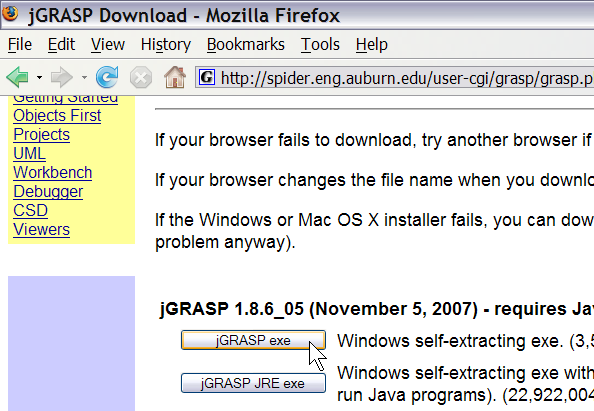 jGRASP Download - Mozilla Firefox
File Edit View History Bookmarks Tools Help
G http://spider.eng.auburn.edu/user-cgi/grasp/grasp.p
Getting Started
Objects First
Projects
UML
Workbench
Debugger
CSD
Viewers
If your browser fails to download, try another browser if
If your browser changes the file name when you downlo
If the Windows or Mac OS X installer fails, you can dow
problem anyway).
jGRASP 1.8.6_05 (November 5, 2007) - requires Ja
jGRASP exe Windows self-extracting exe. (3,5
jGRASP JRE exe Windows self-extracting exe with
run Java programs). (22,922,004